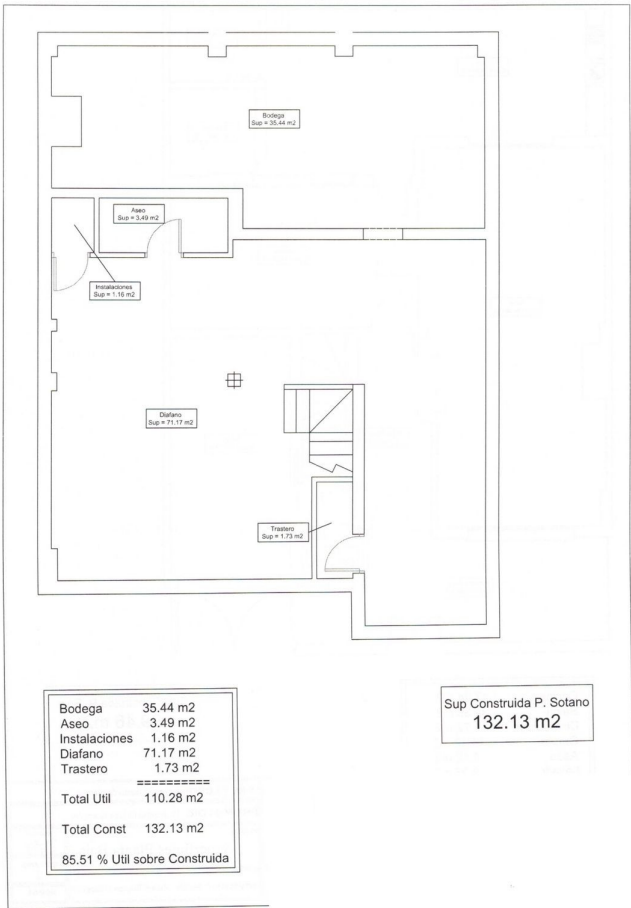 Bodega
Sup = 35.44 m2
Aseo
Sup = 3.49 m2
Instalaciones
Sup = 1.16 m2
Diafano
Sup = 71.17 m2
Trastero
Sup = 1.73 m2
Bodega 35.44 m2
Aseo 3.49 m2
Instalaciones 1.16 m2
Diafano 71.17 m2
Trastero 1.73 m2
==========
Total Util 110.28 m2
Total Const 132.13 m2
85.51 % Util sobre Construida
Sup Construida P. Sotano
132.13 m2